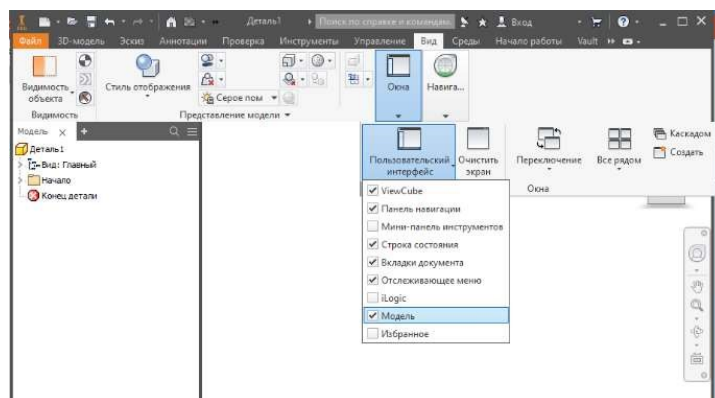 Деталь1 Поиск по справке и командам Вход
Файл 3D-модель Эскиз Аннотации Проверка Инструменты Управление Вид Среды Начало работы Vault
Видимость объекта
Стиль отображения
Серое пом
Окна
Навига...
Видимость
Представление модели
Модель
Деталь1
Вид: Главный
Начало
Конец детали
Пользовательский интерфейс
Очистить экран
Переключение
Все рядом
Каскадом
Создать
Окна
ViewCube
Панель навигации
Мини-панель инструментов
Строка состояния
Вкладки документа
Отслеживающее меню
iLogic
Модель
Избранное